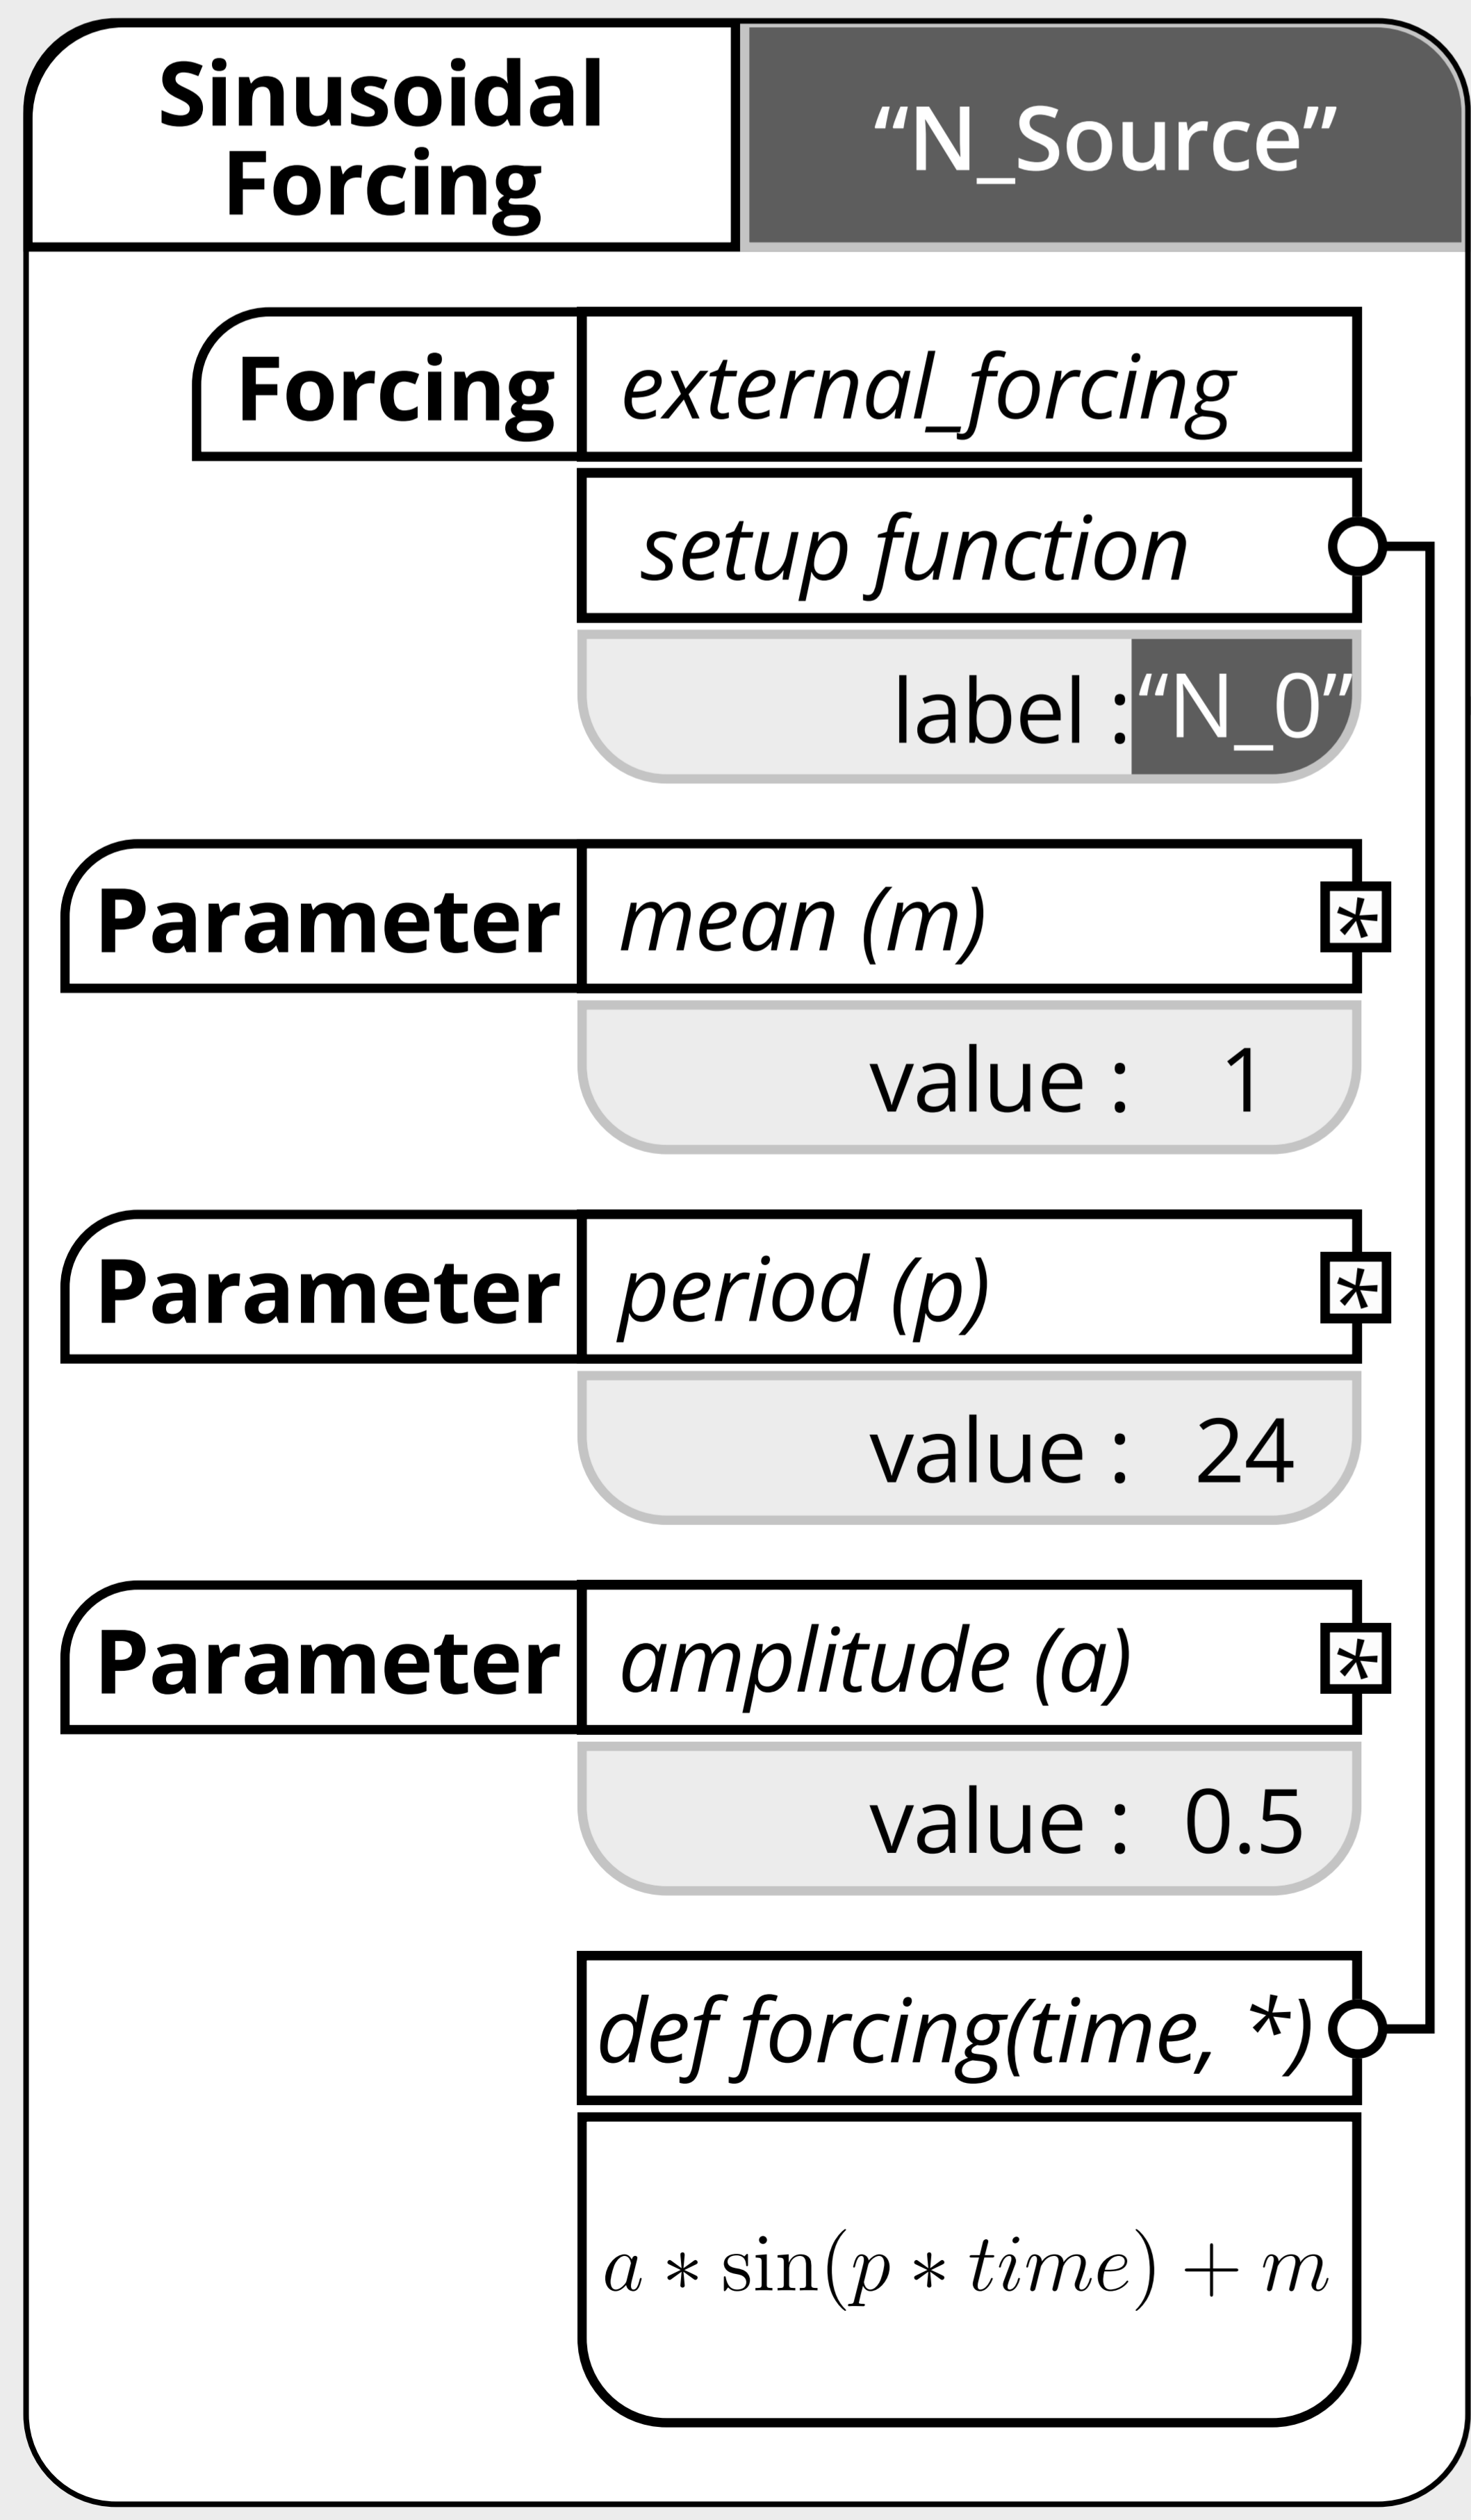 Sinusoidal
Forcing
“N_Source”
Forcing
external_forcing
setup function
label : “N_0”
Parameter
mean (m)
*
value : 1
Parameter
period (p)
*
value : 24
Parameter
amplitude (a)
*
value : 0.5
def forcing(time, *)
a * sin(p * time) + m